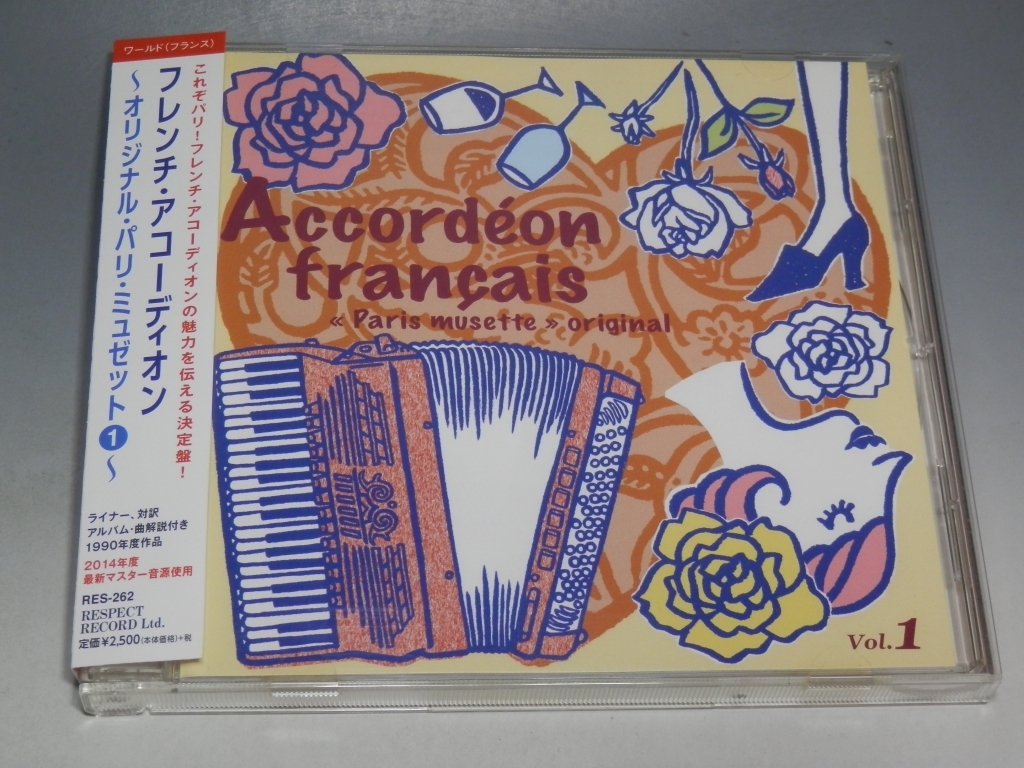 ワールド(フランス)
これぞパリ!フレンチ・アコーディオンの魅力を伝える決定盤!
フレンチ・アコーディオン
〜オリジナル・パリ・ミュゼット❶〜
ライナー、対訳
アルバム・曲解説付き
1990年度作品
2014年度
最新マスター音源使用
RES-262
RESPECT
RECORD Ltd.
定価¥2,500(本体価格)+税
Accordéon
français
« Paris musette » original
Vol.1